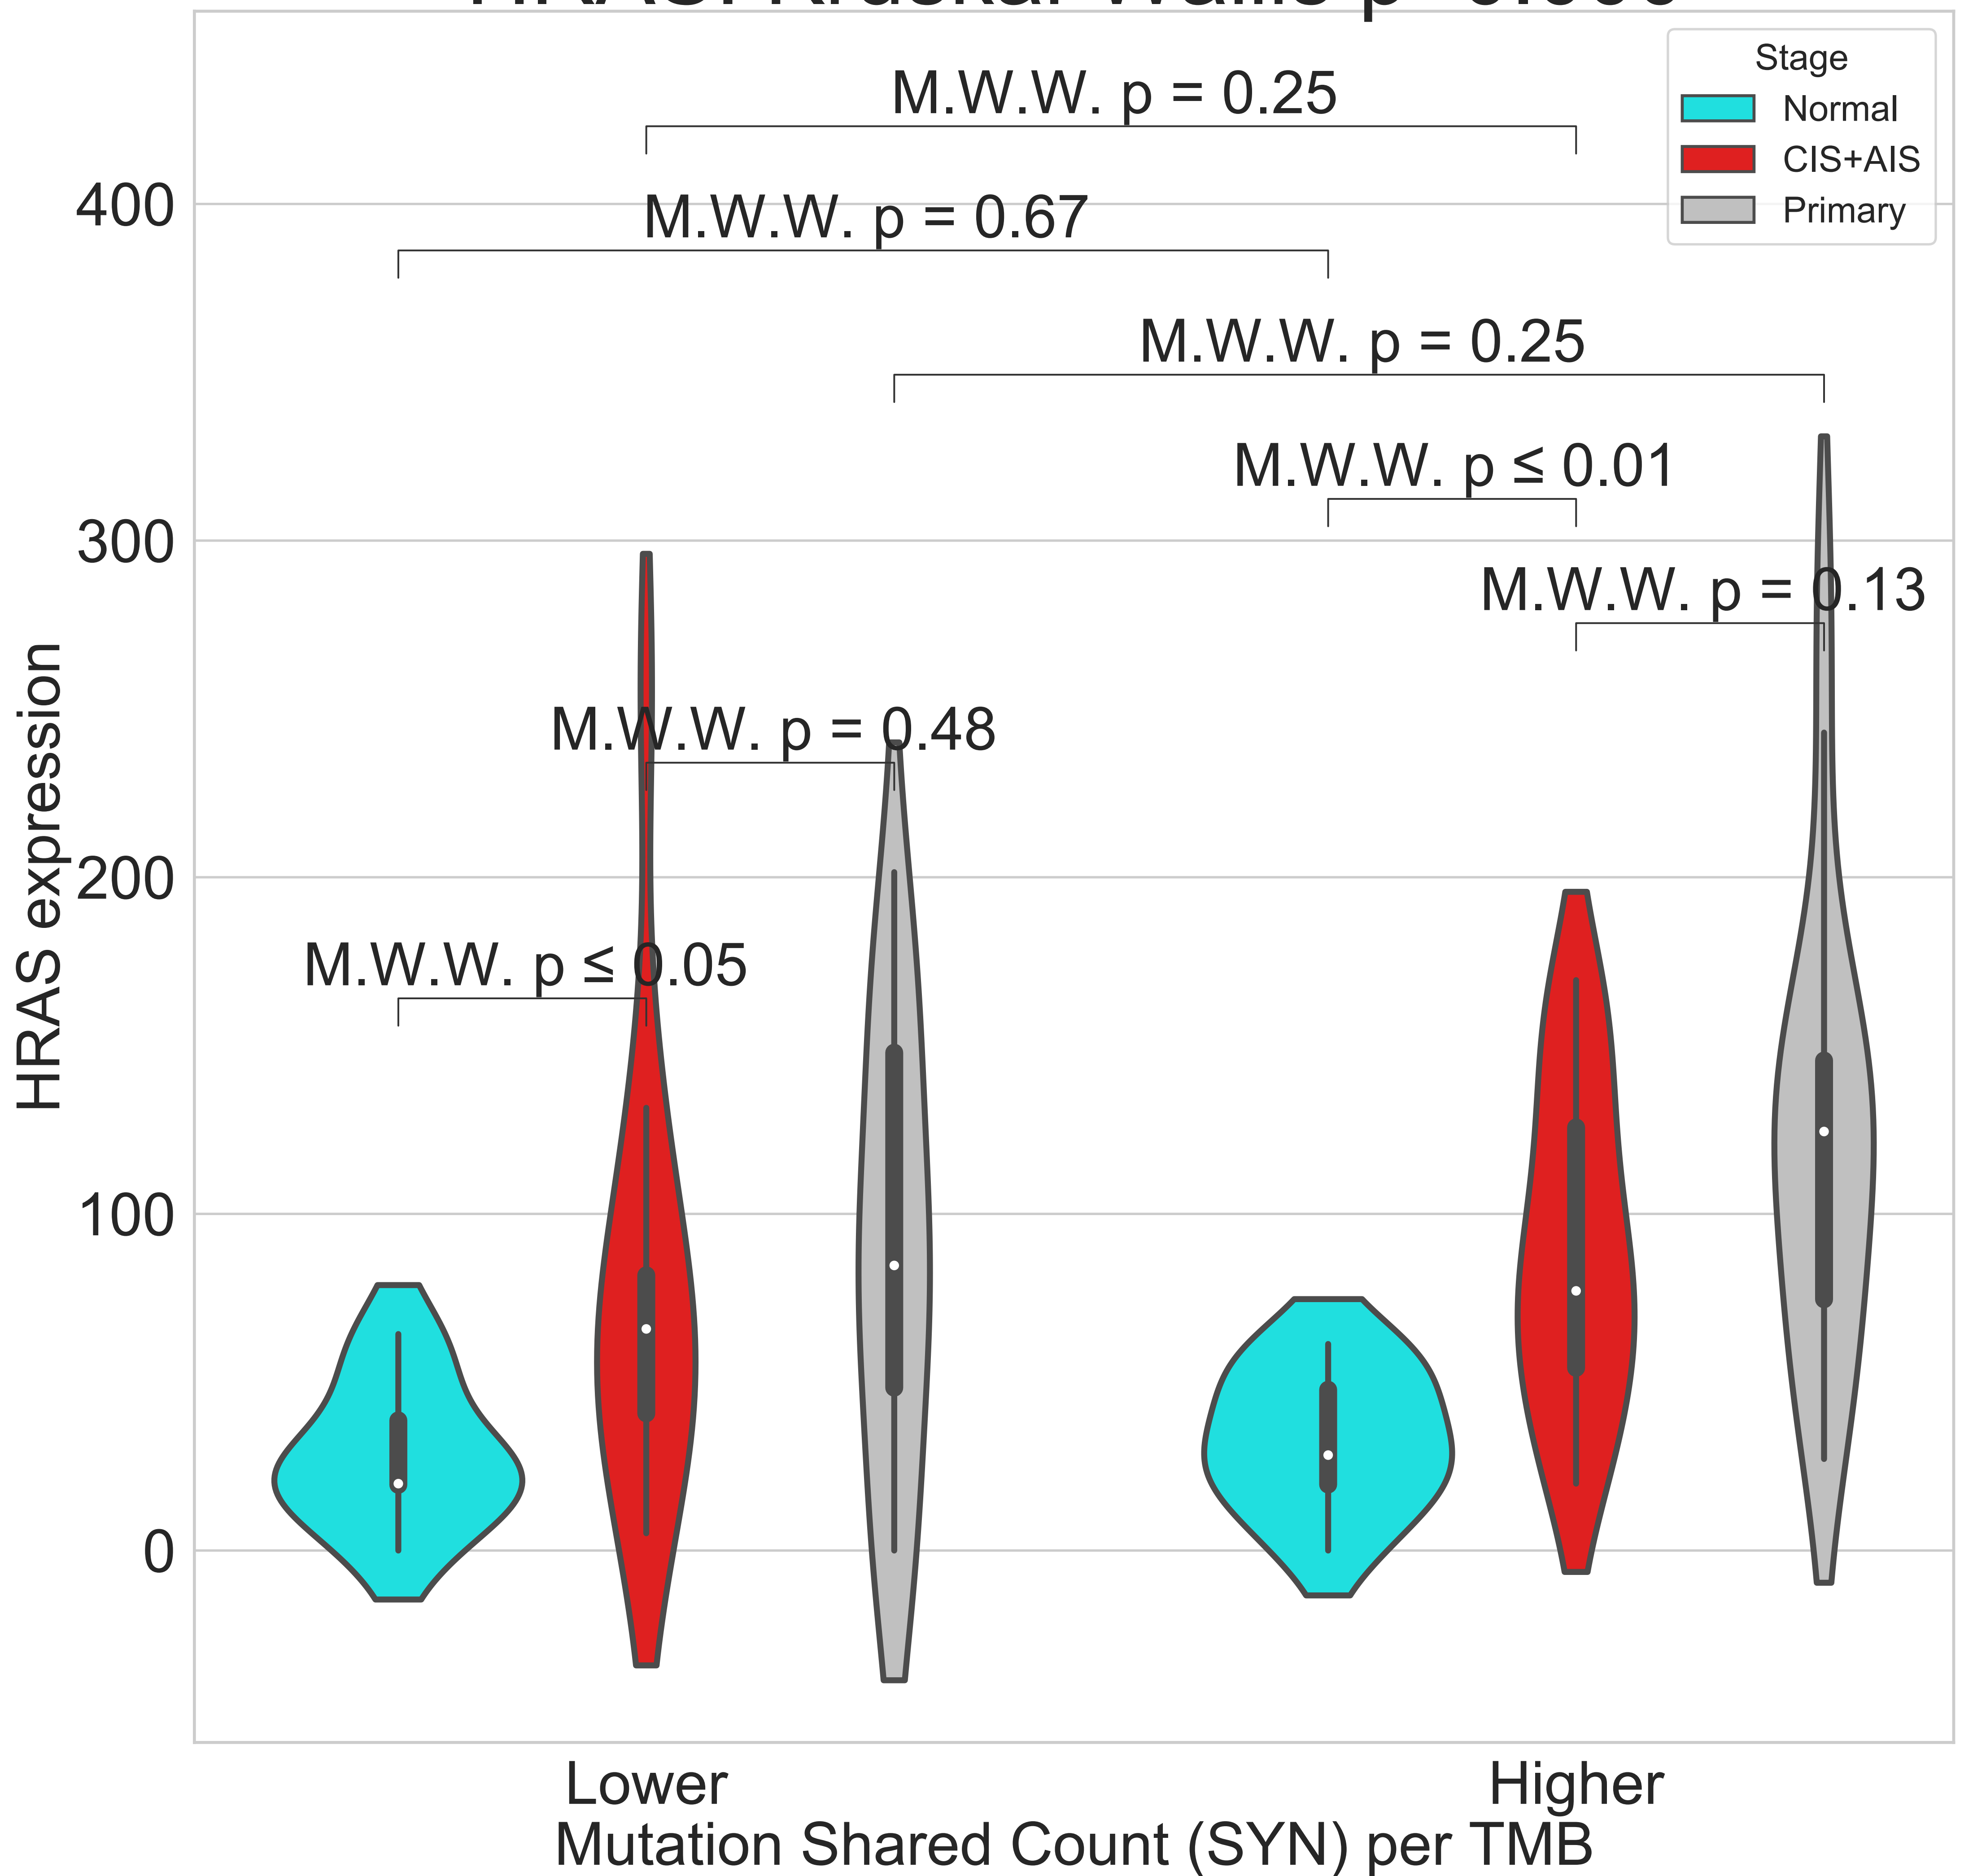 Stage
Normal
CIS+AIS
Primary
M.W.W. p = 0.25
M.W.W. p = 0.67
M.W.W. p = 0.25
M.W.W. p ≤ 0.01
M.W.W. p = 0.13
M.W.W. p = 0.48
M.W.W. p ≤ 0.05
400
300
200
100
0
HRAS expression
Lower
Higher
Mutation Shared Count (SYN) per TMB